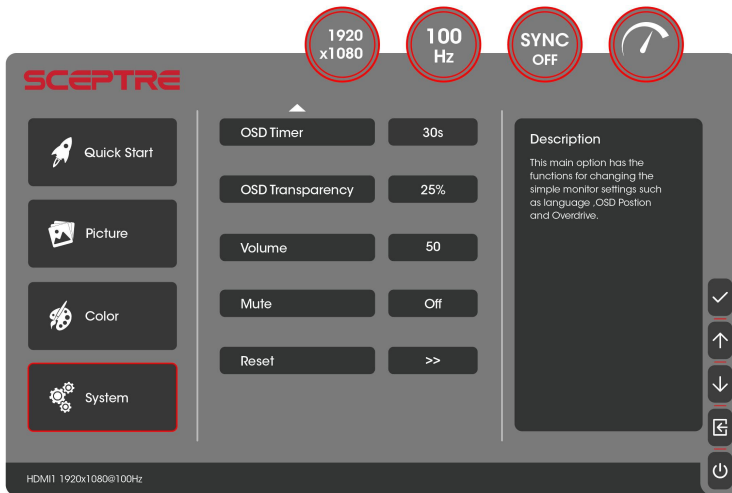 1920
x1080
100
Hz
SYNC
OFF
SCEPTRE
Quick Start
Picture
Color
System
OSD Timer 30s
OSD Transparency 25%
Volume 50
Mute Off
Reset >>
Description
This main option has the
functions for changing the
simple monitor settings such
as language ,OSD Postion
and Overdrive.
HDMI1 1920x1080@100Hz